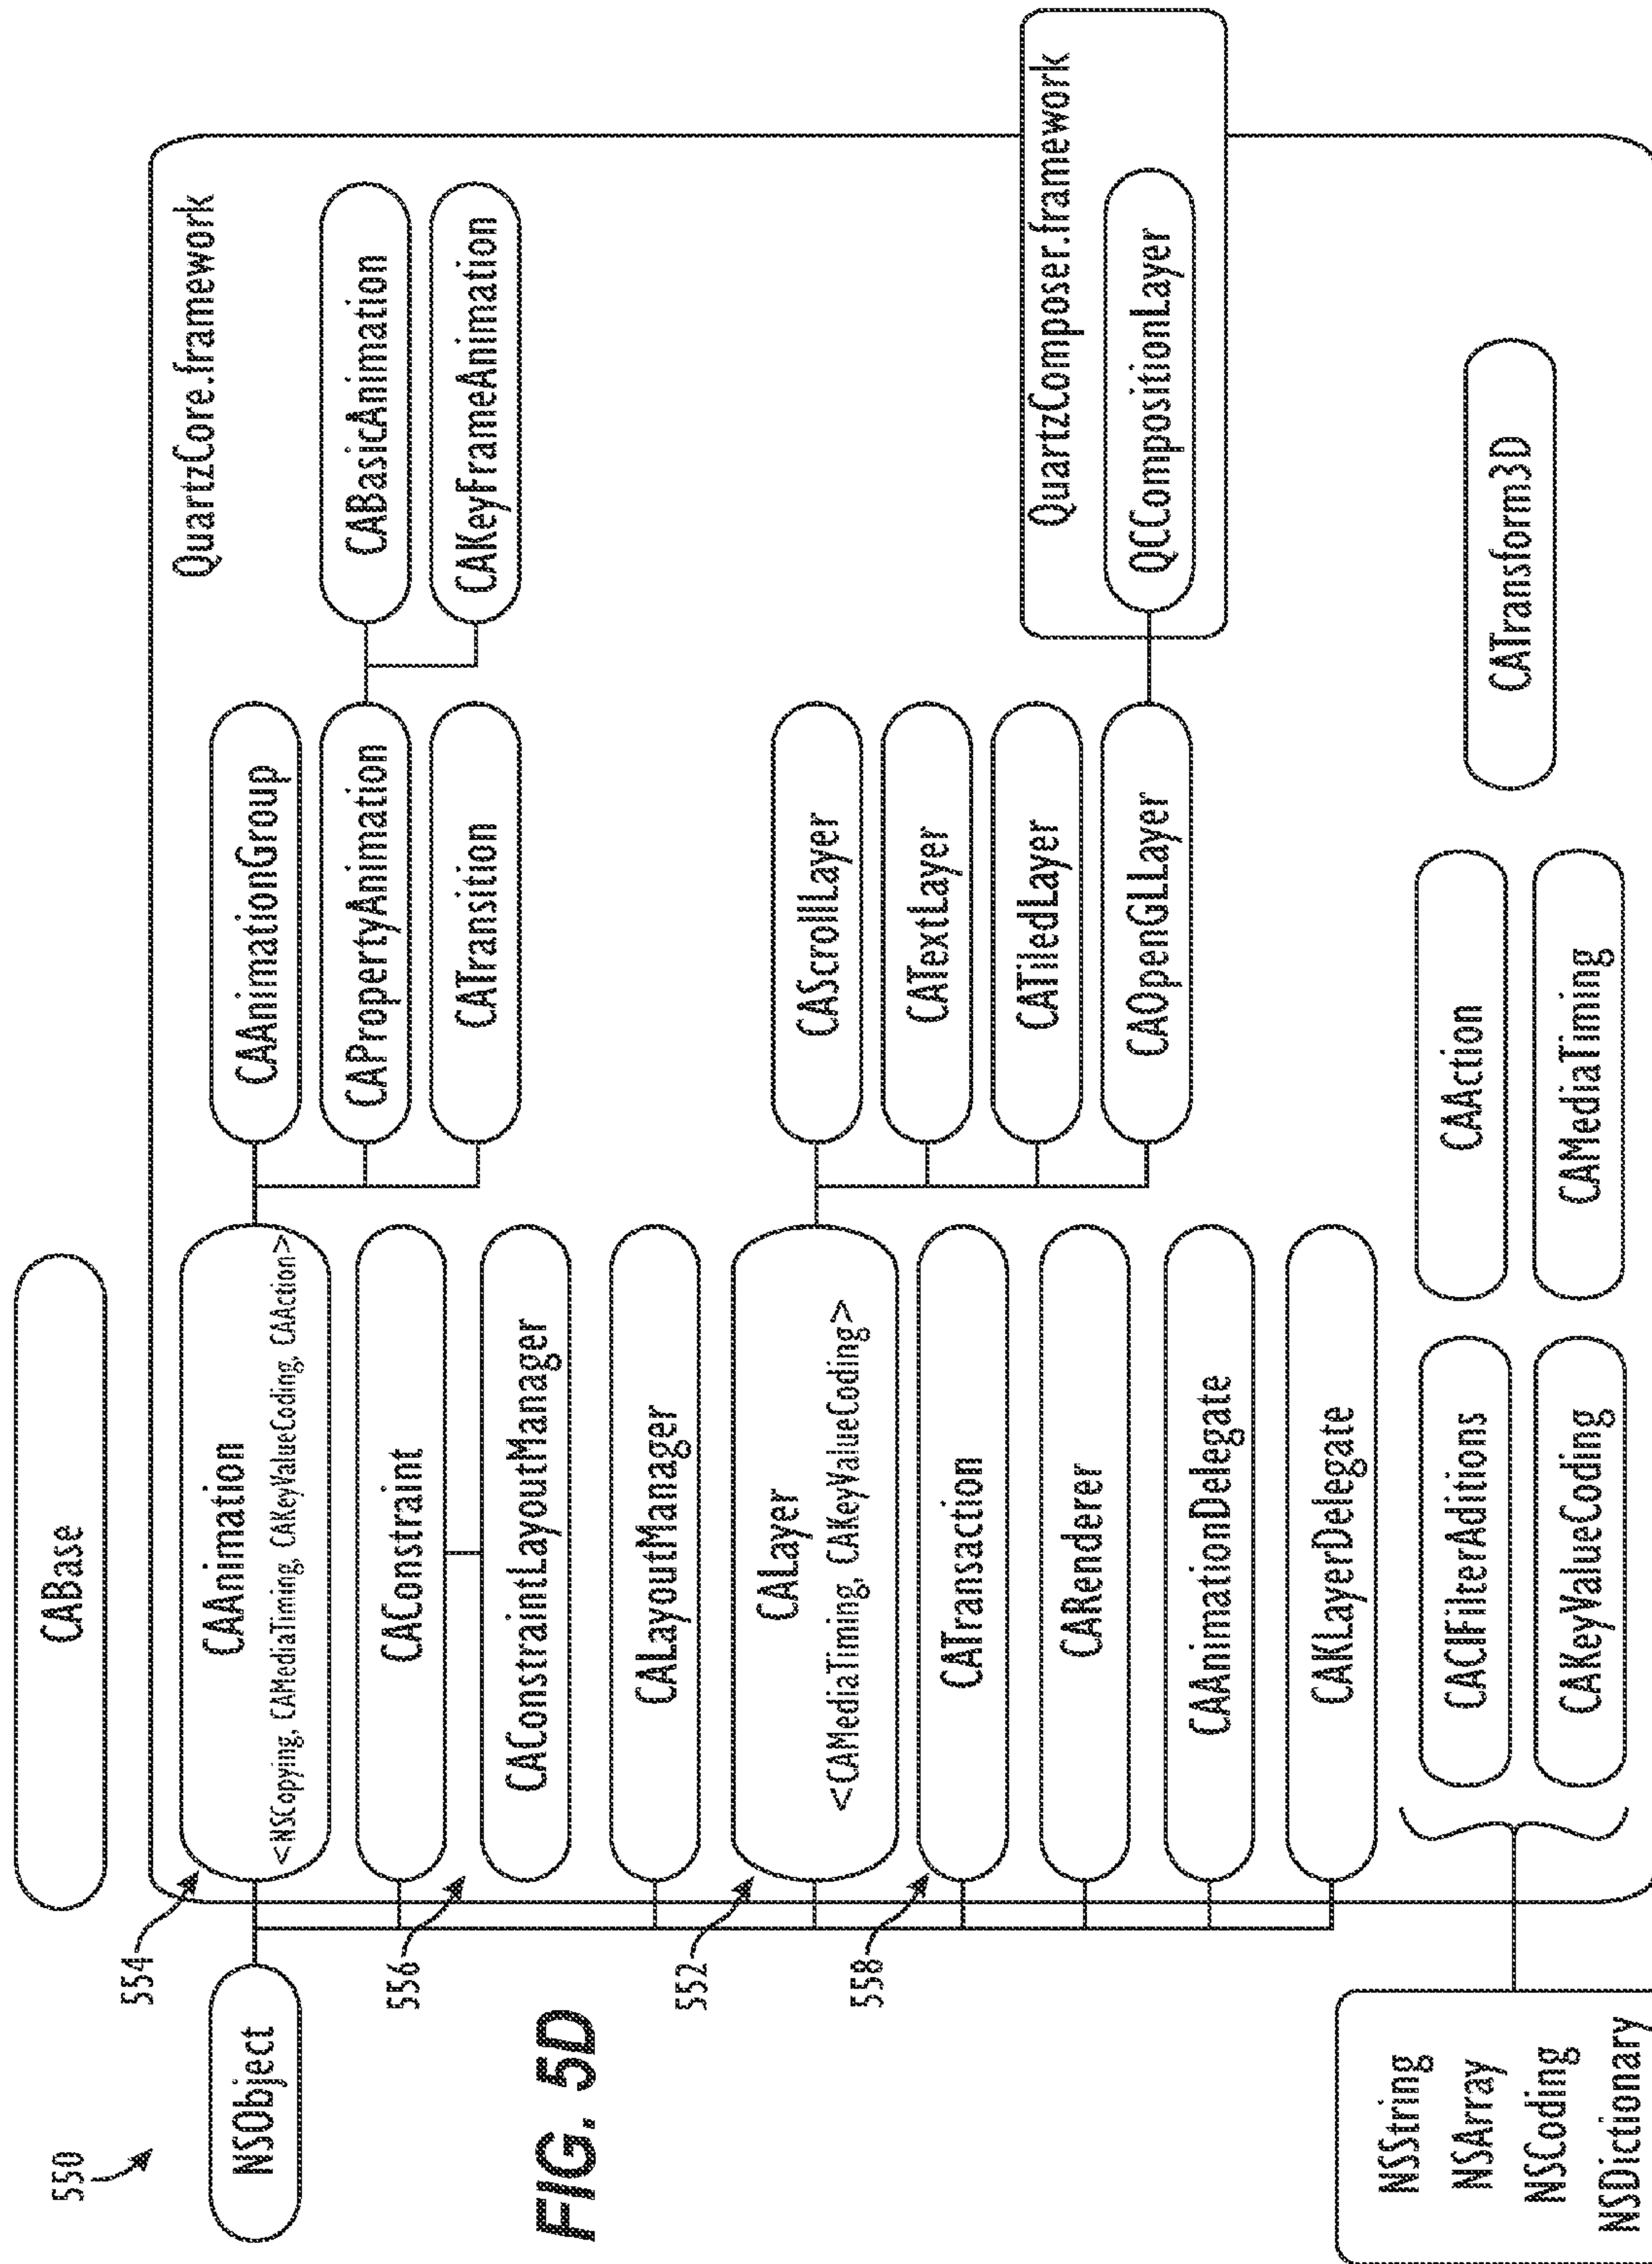 550
CABase
QuartzCore.framework
554
NSObject
CAAnimation
<NSCopying, CAMediaTiming, CAKeyValueCoding, CAAction>
CAAnimationGroup
CAPropertyAnimation
CABasicAnimation
CAKeyFrameAnimation
CATransition
CAConstraint
556
CAConstraintLayoutManager
FIG. 5D
CALayoutManager
552
CALayer
<CAMediaTiming, CAKeyValueCoding>
CAScrollLayer
CATextLayer
CATiledLayer
CAOpenGLLayer
QuartzComposer.framework
QCCompositionLayer
558
CATransaction
CARenderer
CAAnimationDelegate
CAKLayerDelegate
NSString
NSArray
NSCoding
NSDictionary
CACIFilterAditions
CAAction
CATransform3D
CAKeyValueCoding
CAMediaTiming